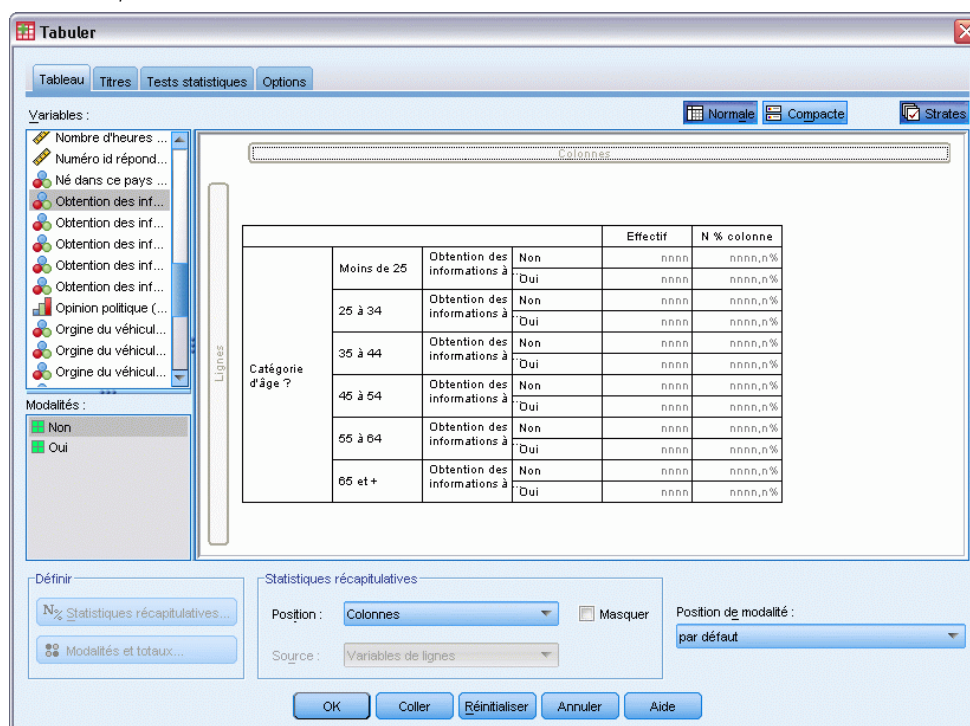 Tabuler
Tableau Titres Tests statistiques Options
Variables :
Normale Compacte Strates
Nombre d'heures ...
Numéro id répond...
Né dans ce pays ...
Obtention des inf...
Obtention des inf...
Obtention des inf...
Obtention des inf...
Obtention des inf...
Opinion politique (...
Orgine du véhicul...
Orgine du véhicul...
Orgine du véhicul...
Modalités :
Non
Oui
Colonnes
Lignes
Effectif N % colonne
Catégorie d'âge ?
Moins de 25 Obtention des informations à ... Non nnnn nnnn,n%
Oui nnnn nnnn,n%
25 à 34 Obtention des informations à ... Non nnnn nnnn,n%
Oui nnnn nnnn,n%
35 à 44 Obtention des informations à ... Non nnnn nnnn,n%
Oui nnnn nnnn,n%
45 à 54 Obtention des informations à ... Non nnnn nnnn,n%
Oui nnnn nnnn,n%
55 à 64 Obtention des informations à ... Non nnnn nnnn,n%
Oui nnnn nnnn,n%
65 et + Obtention des informations à ... Non nnnn nnnn,n%
Oui nnnn nnnn,n%
Définir
N% Statistiques récapitulatives...
Modalités et totaux...
Statistiques récapitulatives
Position : Colonnes Masquer
Source : Variables de lignes
Position de modalité :
par défaut
OK Coller Réinitialiser Annuler Aide